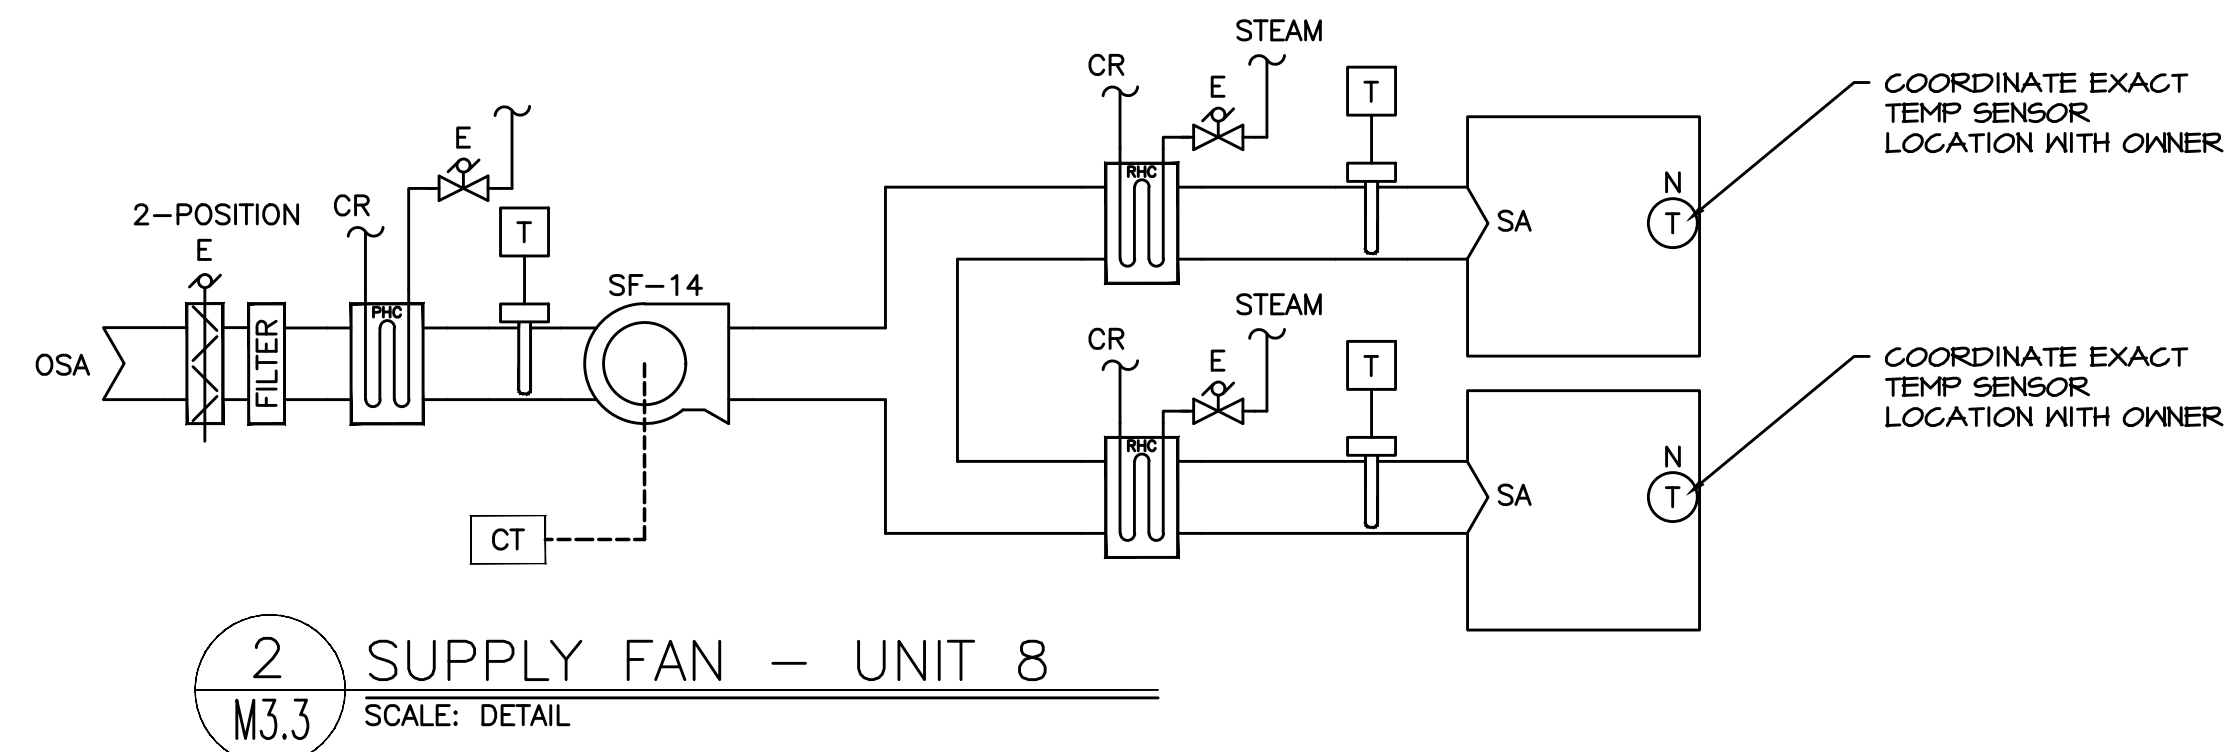 STEAM
CR
E
T
COORDINATE EXACT
TEMP SENSOR
LOCATION WITH OWNER
E
RHC
N
2-POSITION
CR
T
SA
T
E
SF-14
STEAM
PHC
CR
E
T
COORDINATE EXACT
TEMP SENSOR
LOCATION WITH OWNER
OSA
FILTER
RHC
N
SA
T
CT
2
SUPPLY FAN - UNIT 8
M3.3
SCALE: DETAIL